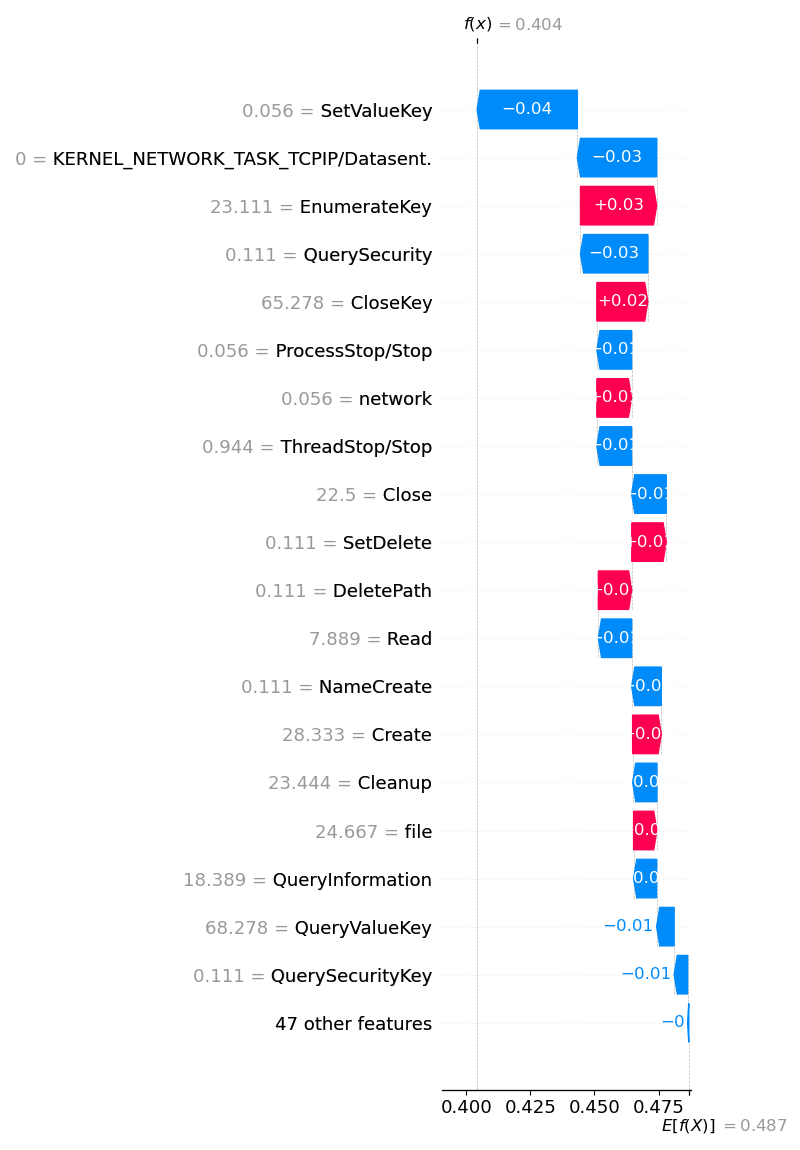 f(x) = 0.404
0.056 = SetValueKey −0.04
0 = KERNEL_NETWORK_TASK_TCPIP/Datasent. −0.03
23.111 = EnumerateKey +0.03
0.111 = QuerySecurity −0.03
65.278 = CloseKey +0.02
0.056 = ProcessStop/Stop
0.056 = network
0.944 = ThreadStop/Stop
22.5 = Close
0.111 = SetDelete
0.111 = DeletePath
7.889 = Read
0.111 = NameCreate
28.333 = Create
23.444 = Cleanup
24.667 = file
18.389 = QueryInformation
68.278 = QueryValueKey −0.01
0.111 = QuerySecurityKey −0.01
47 other features −0
0.400 0.425 0.450 0.475
E[f(X)] = 0.487